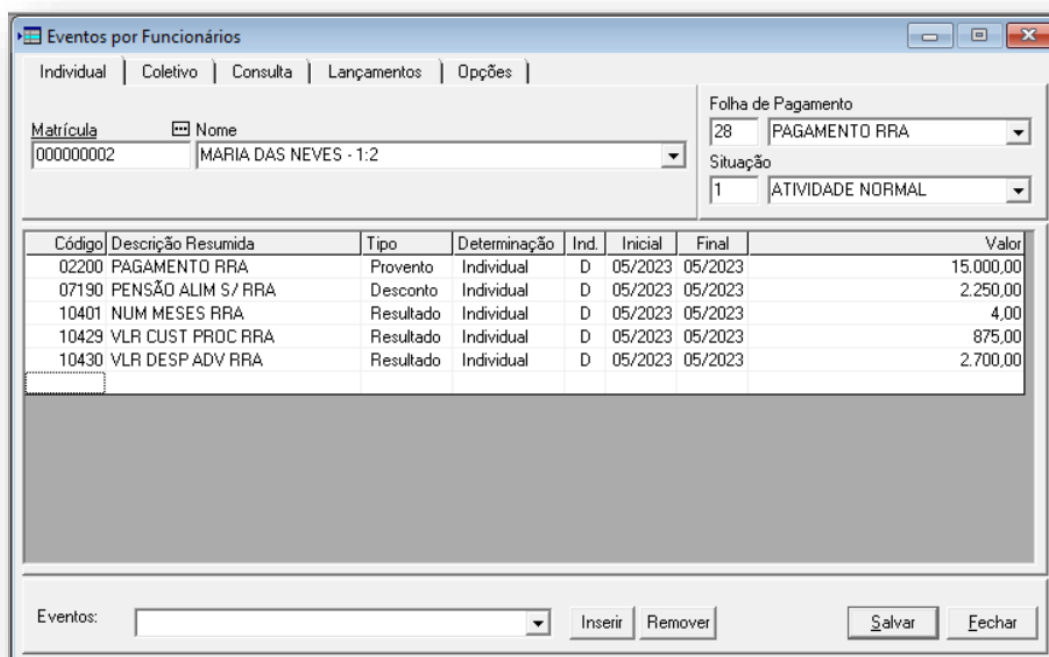 Eventos por Funcionários
Individual Coletivo Consulta Lançamentos Opções
Folha de Pagamento
Matrícula Nome
28 PAGAMENTO RRA
000000002 MARIA DAS NEVES - 1:2
Situação
1 ATIVIDADE NORMAL
Código Descrição Resumida Tipo Determinação Ind. Inicial Final Valor
02200 PAGAMENTO RRA Provento Individual D 05/2023 05/2023 15.000,00
07190 PENSÃO ALIM S/ RRA Desconto Individual D 05/2023 05/2023 2.250,00
10401 NUM MESES RRA Resultado Individual D 05/2023 05/2023 4,00
10429 VLR CUST PROC RRA Resultado Individual D 05/2023 05/2023 875,00
10430 VLR DESP ADV RRA Resultado Individual D 05/2023 05/2023 2.700,00
Eventos: Inserir Remover Salvar Fechar